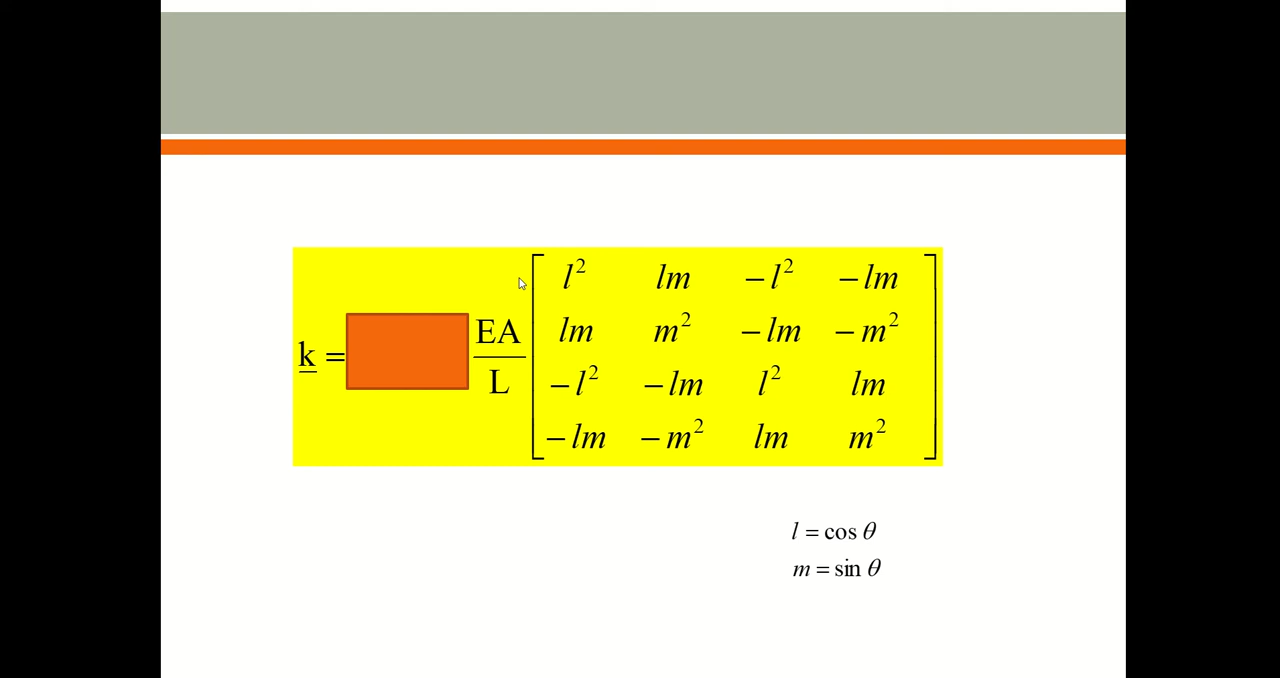 k = EA/L [ l² lm −l² −lm
lm m² −lm −m²
−l² −lm l² lm
−lm −m² lm m² ]
l = cos θ
m = sin θ